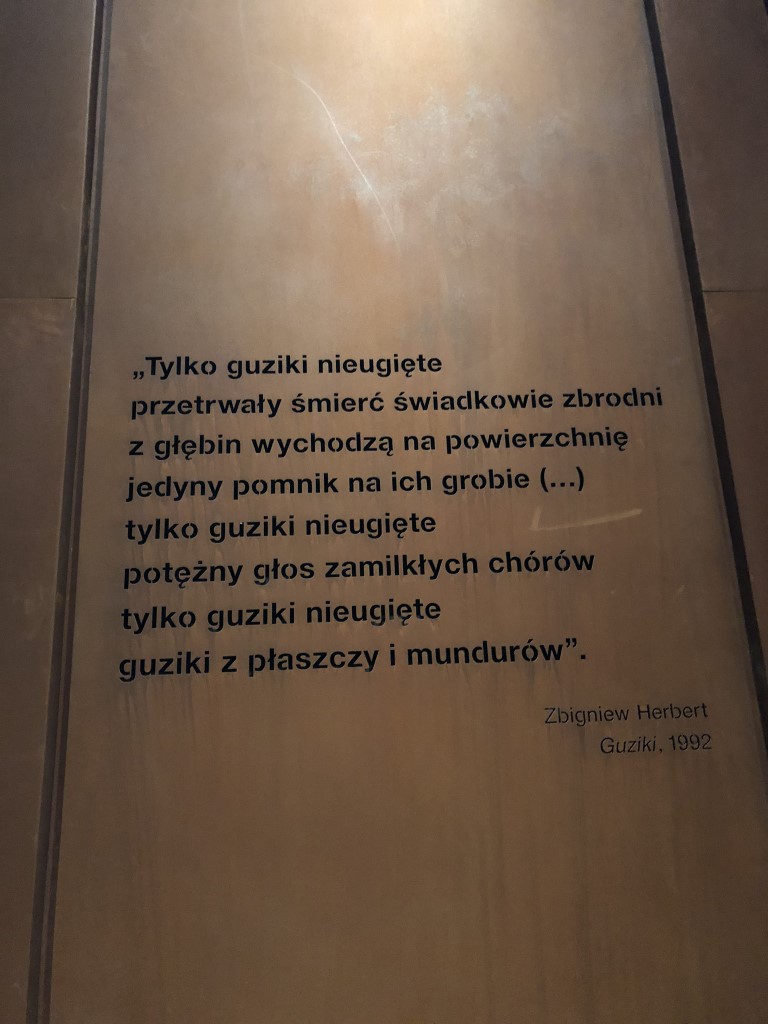 „Tylko guziki nieugięte
przetrwały śmierć świadkowie zbrodni
z głębin wychodzą na powierzchnię
jedyny pomnik na ich grobie (...)
tylko guziki nieugięte
potężny głos zamilkłych chórów
tylko guziki nieugięte
guziki z płaszczy i mundurów”.
Zbigniew Herbert
Guziki, 1992